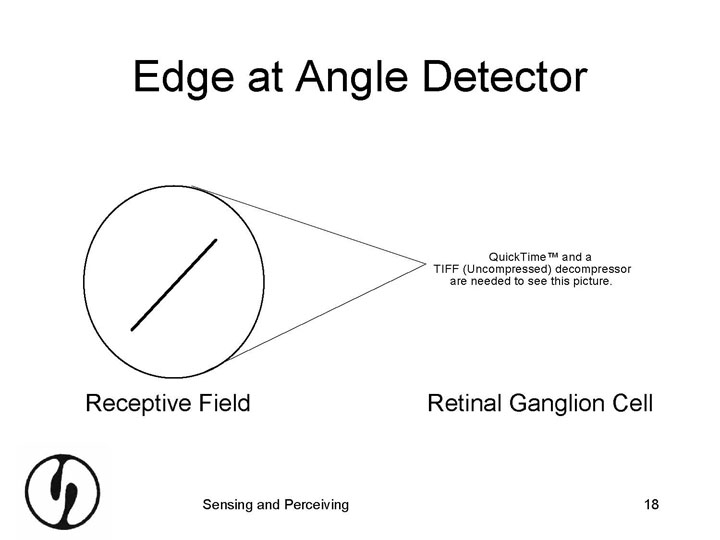 Edge at Angle Detector
QuickTime™ and a
TIFF (Uncompressed) decompressor
are needed to see this picture.
Receptive Field
Retinal Ganglion Cell
Sensing and Perceiving
18